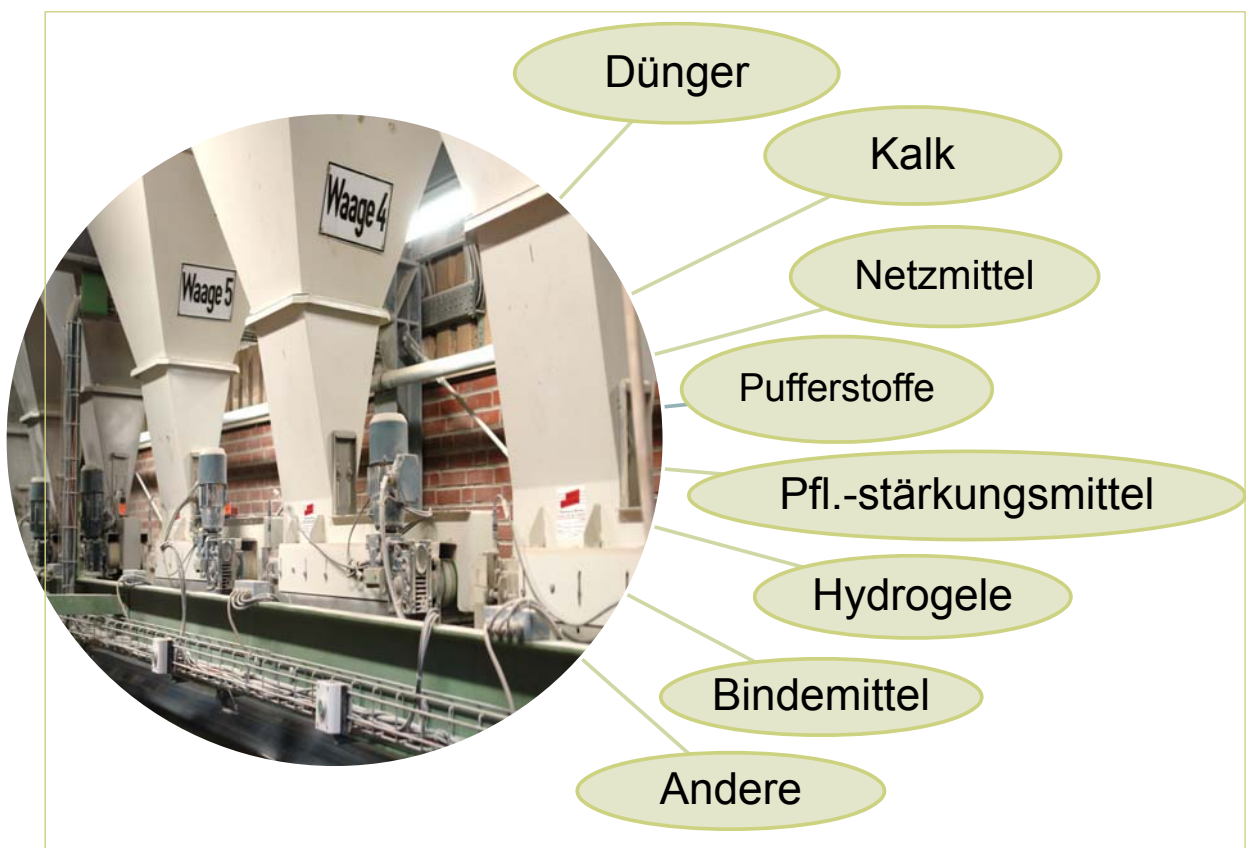 Dünger
Kalk
Waage 4
Netzmittel
Waage 5
Pufferstoffe
Pfl.-stärkungsmittel
Hydrogele
Bindemittel
Andere